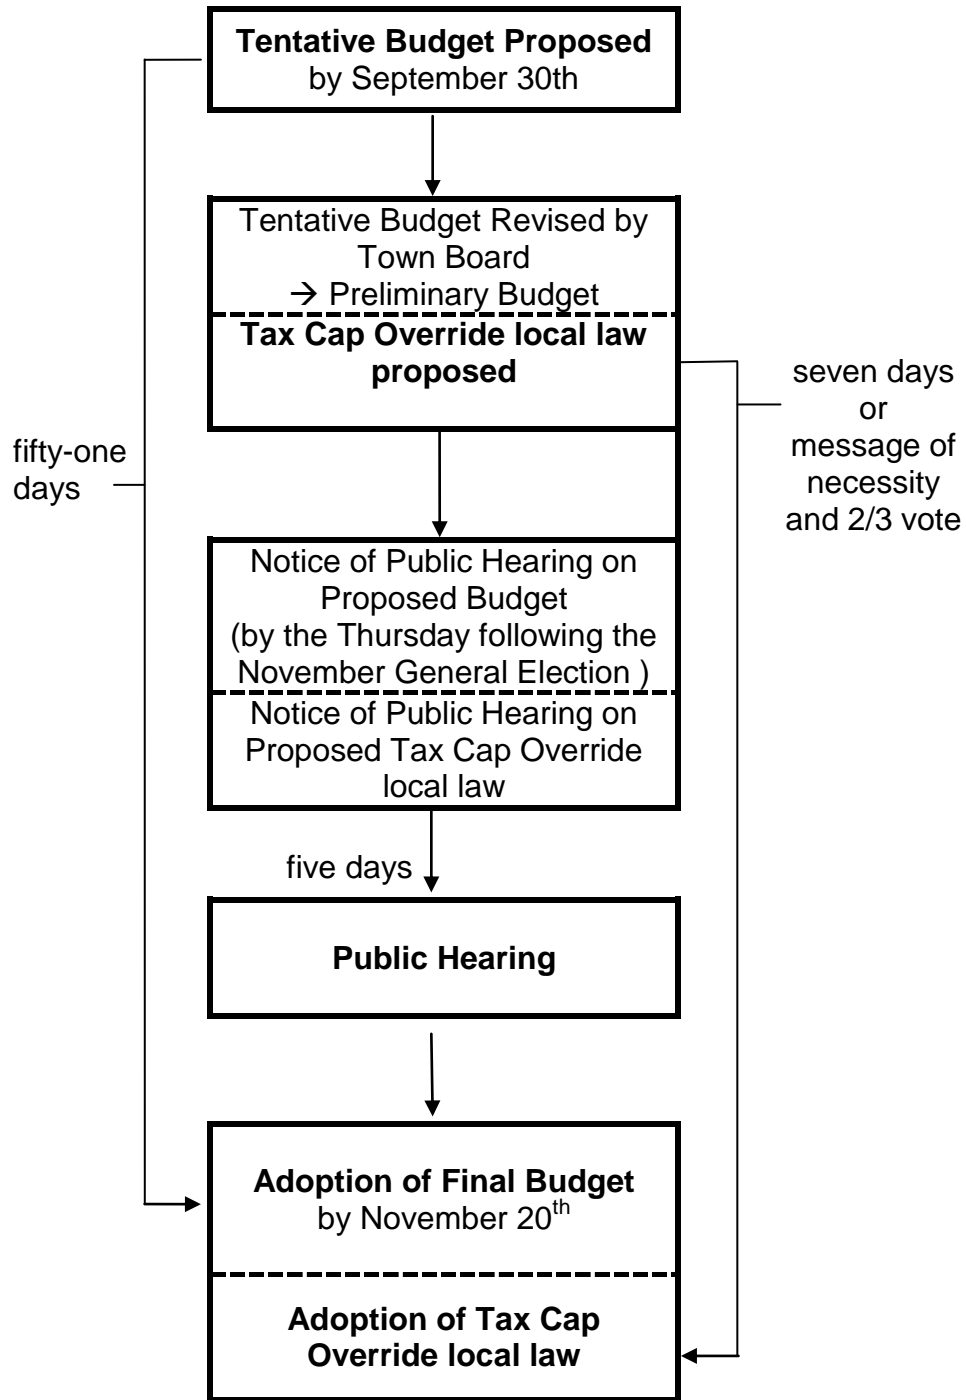 Tentative Budget Proposed
by September 30th
Tentative Budget Revised by
Town Board
→ Preliminary Budget
Tax Cap Override local law
proposed
seven days
or
message of
necessity
and 2/3 vote
fifty-one
days
Notice of Public Hearing on
Proposed Budget
(by the Thursday following the
November General Election )
Notice of Public Hearing on
Proposed Tax Cap Override
local law
five days
Public Hearing
Adoption of Final Budget
by November 20th
Adoption of Tax Cap
Override local law